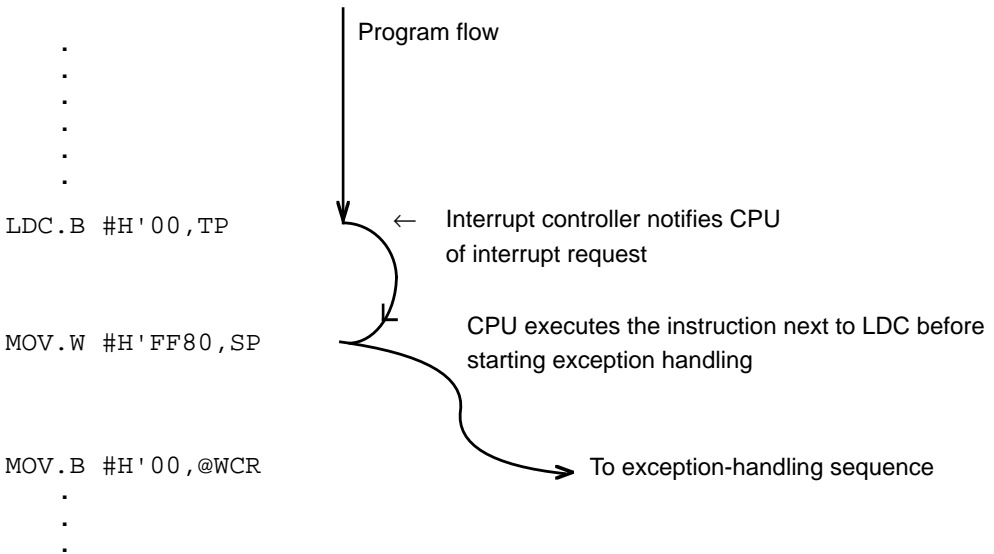 Program flow
.
.
.
.
.
.
LDC.B #H'00,TP
← Interrupt controller notifies CPU
of interrupt request
MOV.W #H'FF80,SP
CPU executes the instruction next to LDC before
starting exception handling
MOV.B #H'00,@WCR
To exception-handling sequence
.
.
.